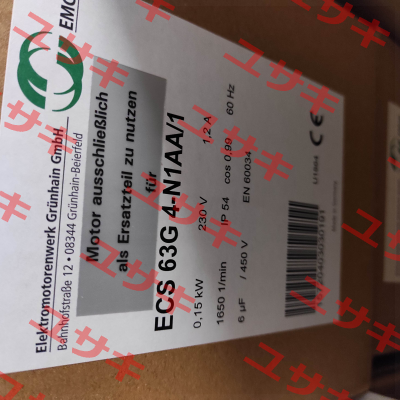 EMG
Elektromotorenwerk Grünhain GmbH
Bahnhofstraße 12 • 08344 Grünhain-Beierfeld
Motor ausschließlich
als Ersatzteil zu nutzen
für
ECS 63G 4-N1AA/1
0,15 kW 230 V 1,2 A
1650 1/min IP 54 cos 0,99 60 Hz
6 µF / 450 V EN 60034
CE
ユサキ